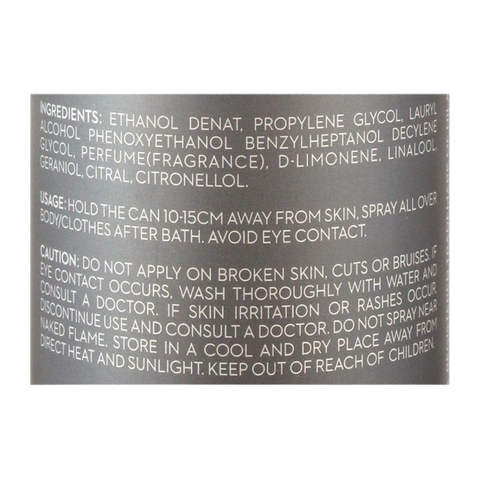 INGREDIENTS: ETHANOL DENAT, PROPYLENE GLYCOL, LAURYL
ALCOHOL PHENOXYETHANOL BENZYLHEPTANOL DECYLENE
GLYCOL, PERFUME(FRAGRANCE), D-LIMONENE, LINALOOL,
GERANIOL, CITRAL, CITRONELLOL.
USAGE: HOLD THE CAN 10-15CM AWAY FROM SKIN, SPRAY ALL OVER
BODY/CLOTHES AFTER BATH. AVOID EYE CONTACT.
CAUTION: DO NOT APPLY ON BROKEN SKIN, CUTS OR BRUISES. IF
EYE CONTACT OCCURS, WASH THOROUGHLY WITH WATER AND
CONSULT A DOCTOR. IF SKIN IRRITATION OR RASHES OCCUR,
DISCONTINUE USE AND CONSULT A DOCTOR. DO NOT SPRAY NEAR
NAKED FLAME. STORE IN A COOL AND DRY PLACE AWAY FROM
DIRECT HEAT AND SUNLIGHT. KEEP OUT OF REACH OF CHILDREN.